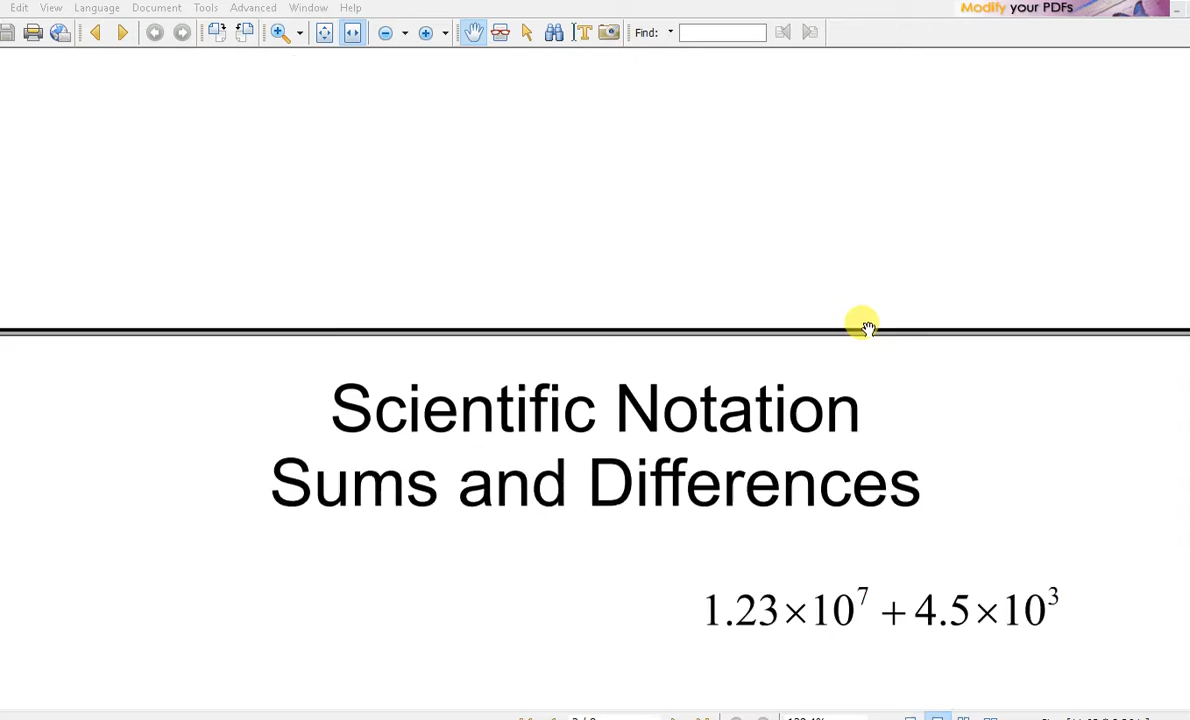 Edit View Language Document Tools Advanced Window Help
Modify your PDFs
Find:
Scientific Notation
Sums and Differences
1.23×10⁷ + 4.5×10³